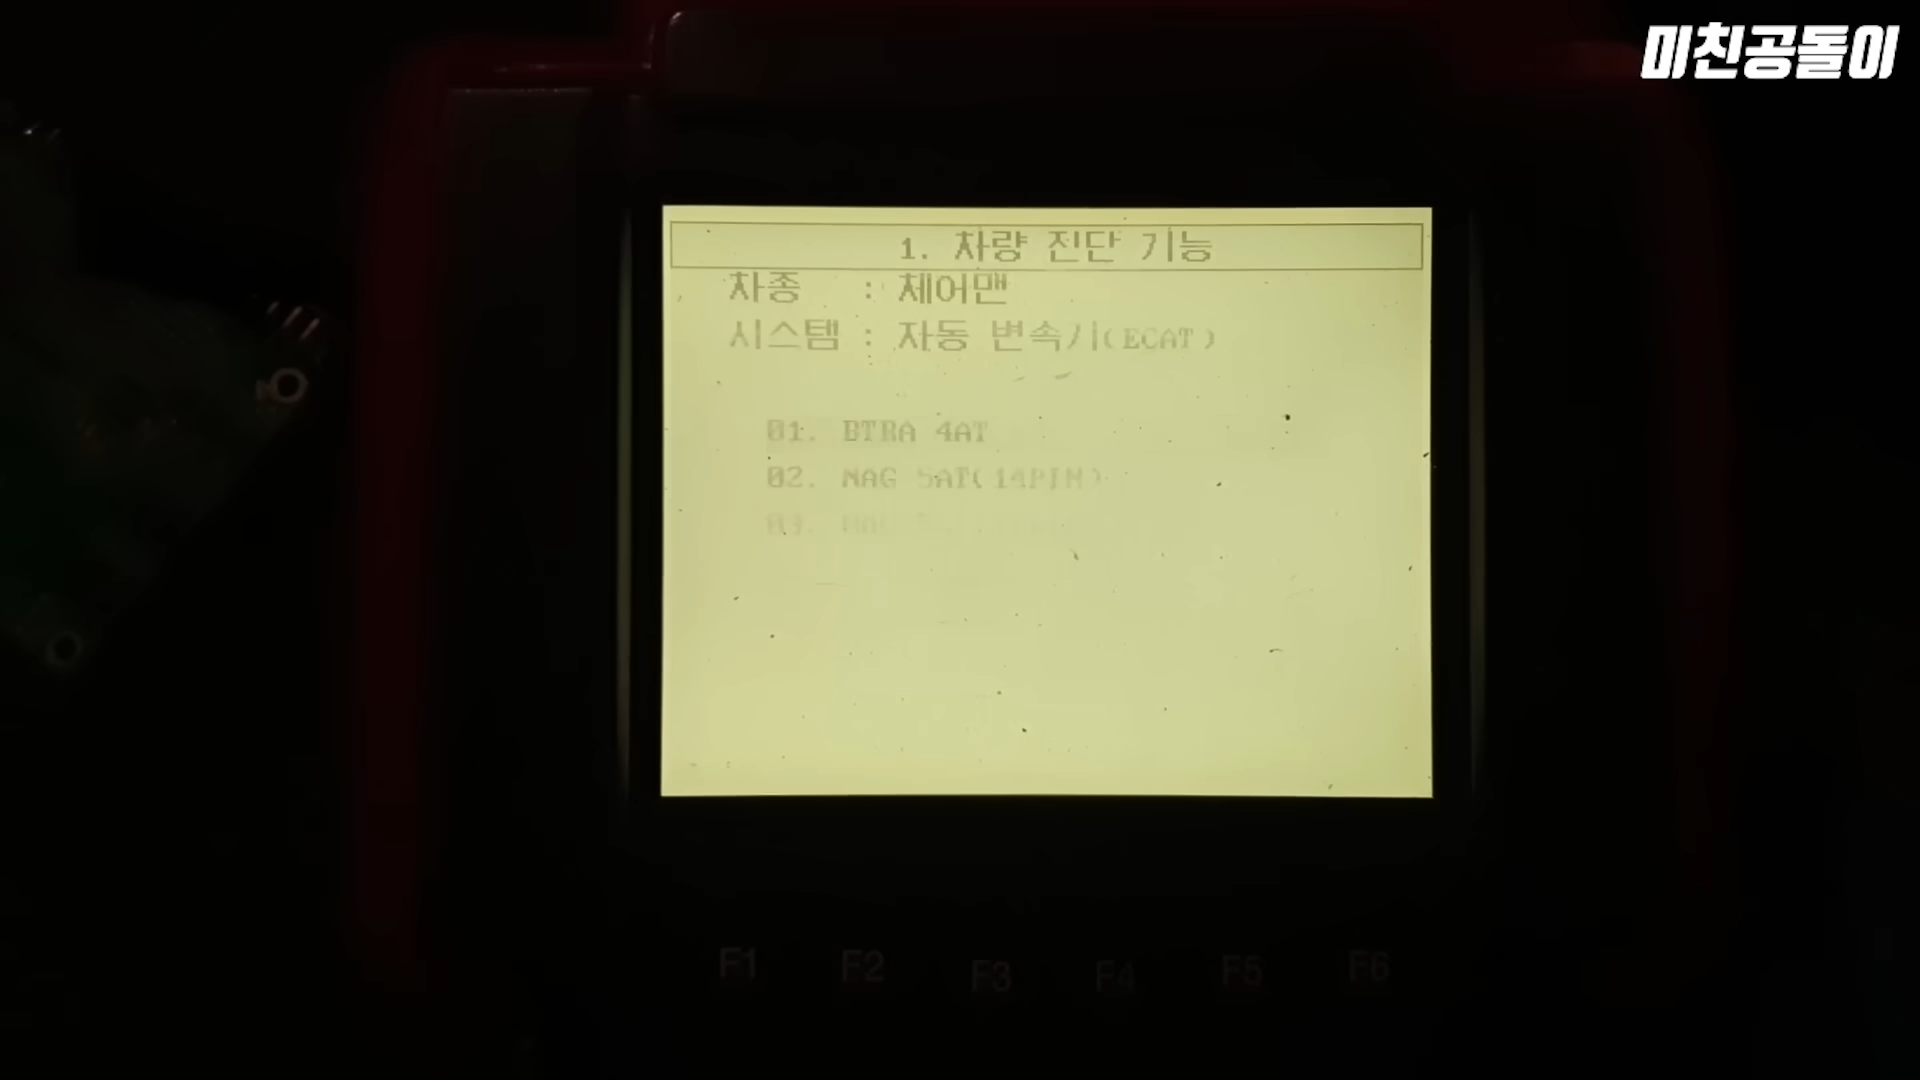 미친공돌이
1. 차량 진단 기능
차종 : 체어맨
시스템 : 자동 변속기(ECAT)
01. BTRA 4AT
02. NAG 5AT(14PIN)
03.
F1 F2 F3 F4 F5 F6